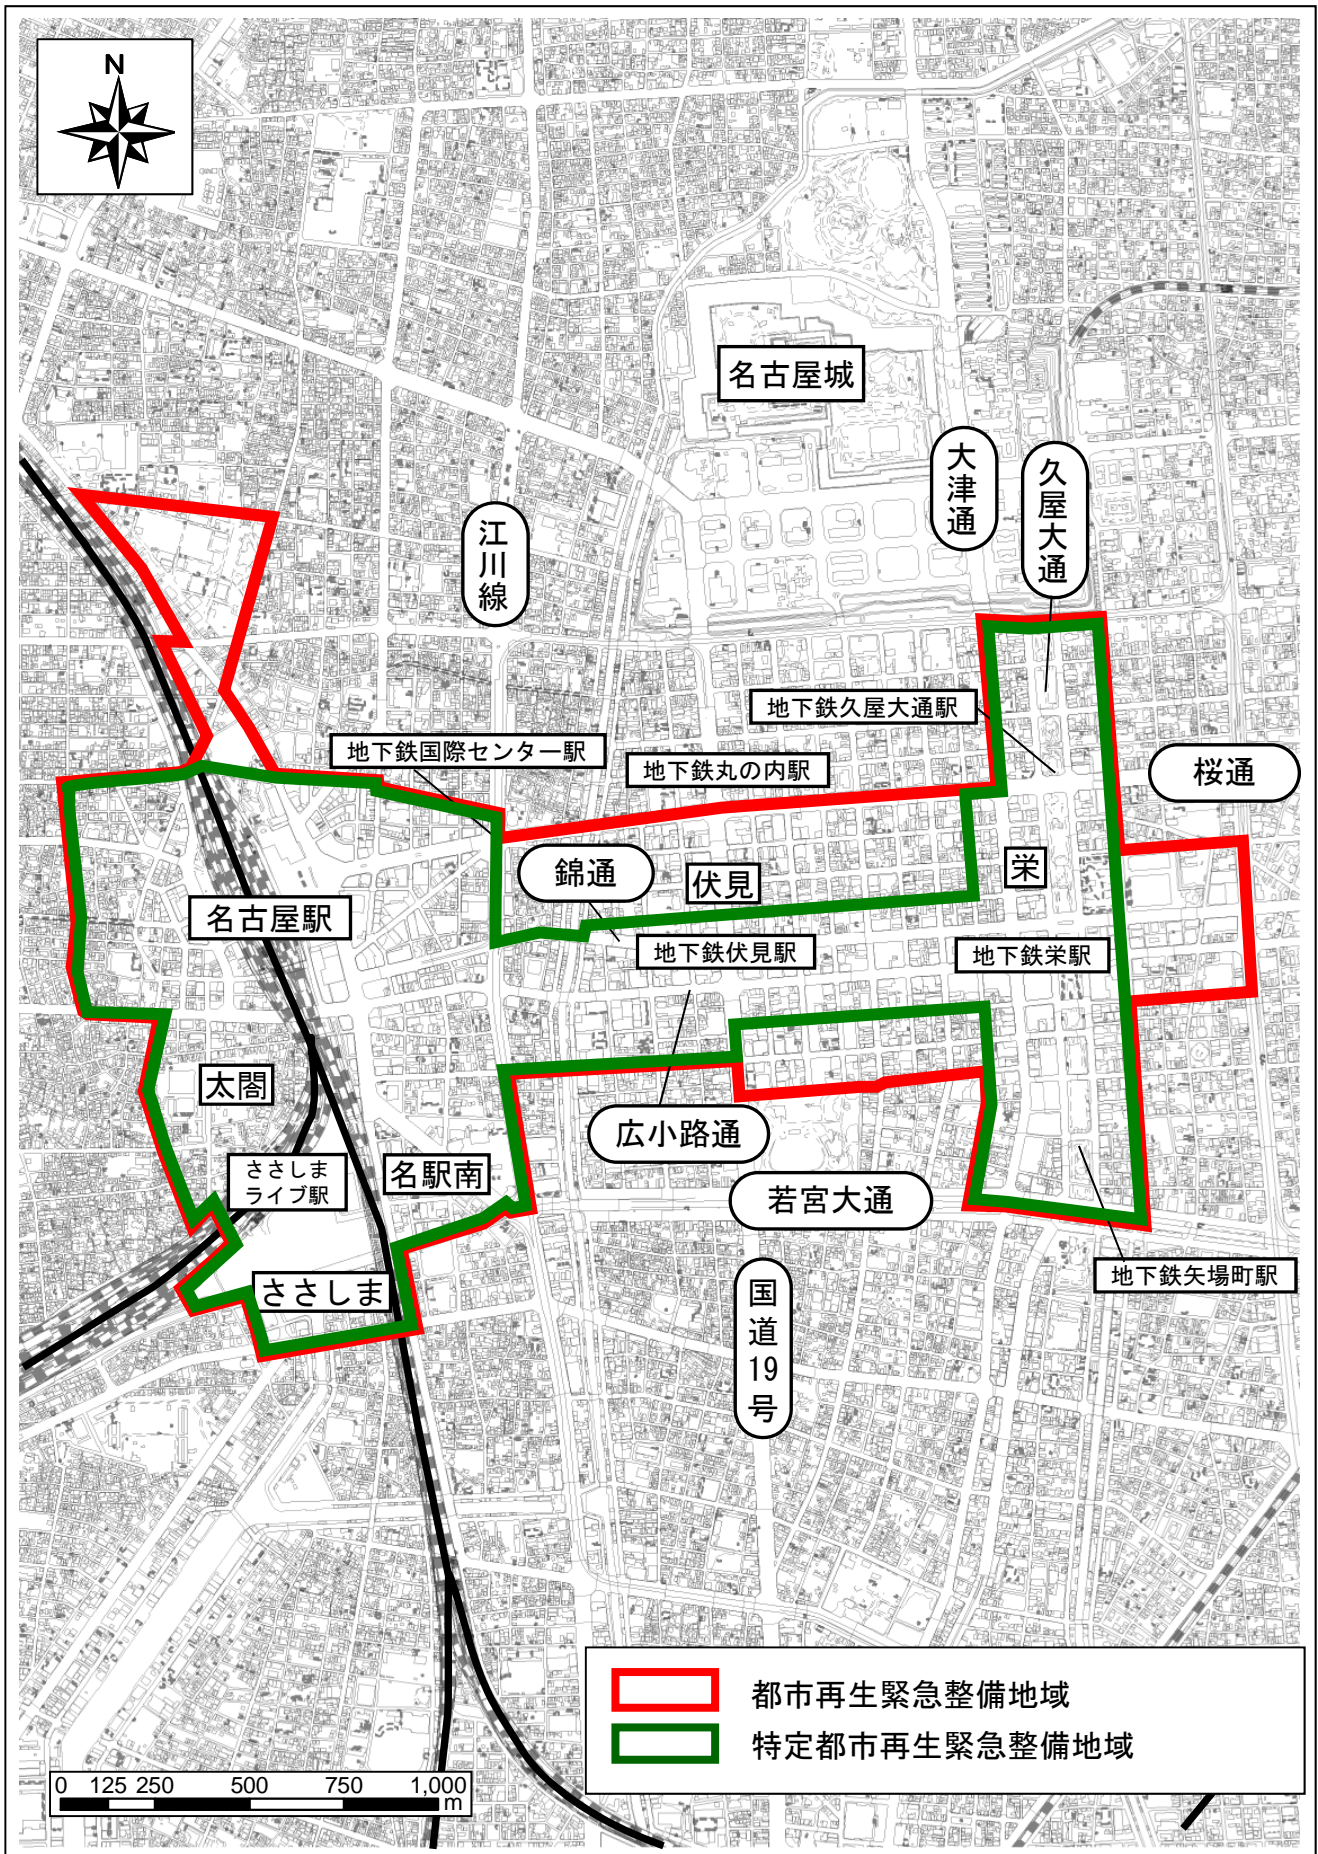 N
名古屋城
大津通
久屋大通
江川線
地下鉄久屋大通駅
地下鉄国際センター駅
地下鉄丸の内駅
桜通
錦通
伏見
栄
名古屋駅
地下鉄伏見駅
地下鉄栄駅
太閤
広小路通
ささしま
ライブ駅
名駅南
若宮大通
地下鉄矢場町駅
ささしま
国道19号
都市再生緊急整備地域
特定都市再生緊急整備地域
0 125 250 500 750 1,000
m